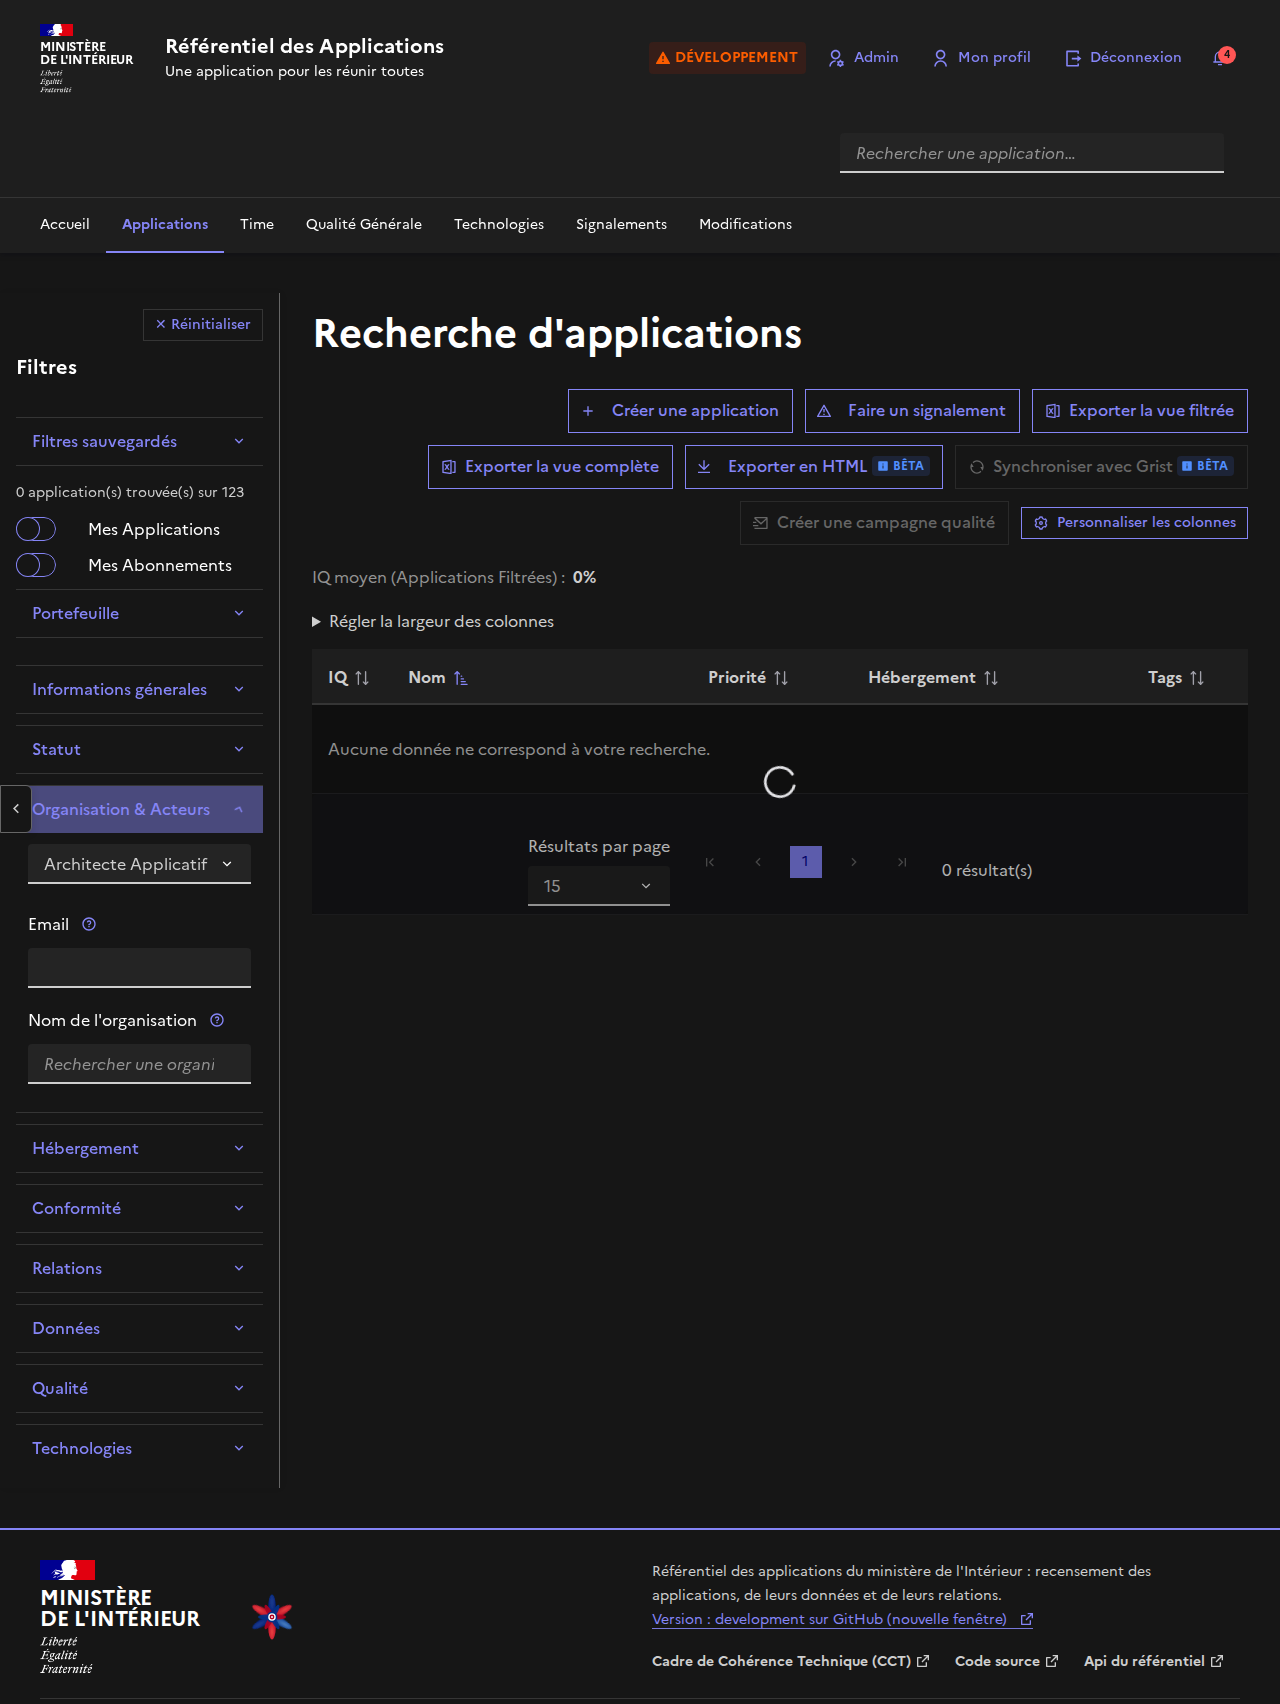 MINISTÈRE
DE L'INTÉRIEUR
Liberté
Égalité
Fraternité
Référentiel des Applications
Une application pour les réunir toutes
DÉVELOPPEMENT
Admin
Mon profil
Déconnexion
4
Rechercher une application…
Accueil
Applications
Time
Qualité Générale
Technologies
Signalements
Modifications
Réinitialiser
Filtres
Filtres sauvegardés
0 application(s) trouvée(s) sur 123
Mes Applications
Mes Abonnements
Portefeuille
Informations génerales
Statut
Organisation & Acteurs
Architecte Applicatif
Email
Nom de l'organisation
Rechercher une organi
Hébergement
Conformité
Relations
Données
Qualité
Technologies
Recherche d'applications
Créer une application
Faire un signalement
Exporter la vue filtrée
Exporter la vue complète
Exporter en HTML BÊTA
Synchroniser avec Grist BÊTA
Créer une campagne qualité
Personnaliser les colonnes
IQ moyen (Applications Filtrées) : 0%
Régler la largeur des colonnes
IQ Nom Priorité Hébergement Tags
Aucune donnée ne correspond à votre recherche.
Résultats par page
15
1
0 résultat(s)
MINISTÈRE
DE L'INTÉRIEUR
Liberté
Égalité
Fraternité
Référentiel des applications du ministère de l'Intérieur : recensement des
applications, de leurs données et de leurs relations.
Version : development sur GitHub (nouvelle fenêtre)
Cadre de Cohérence Technique (CCT)
Code source
Api du référentiel